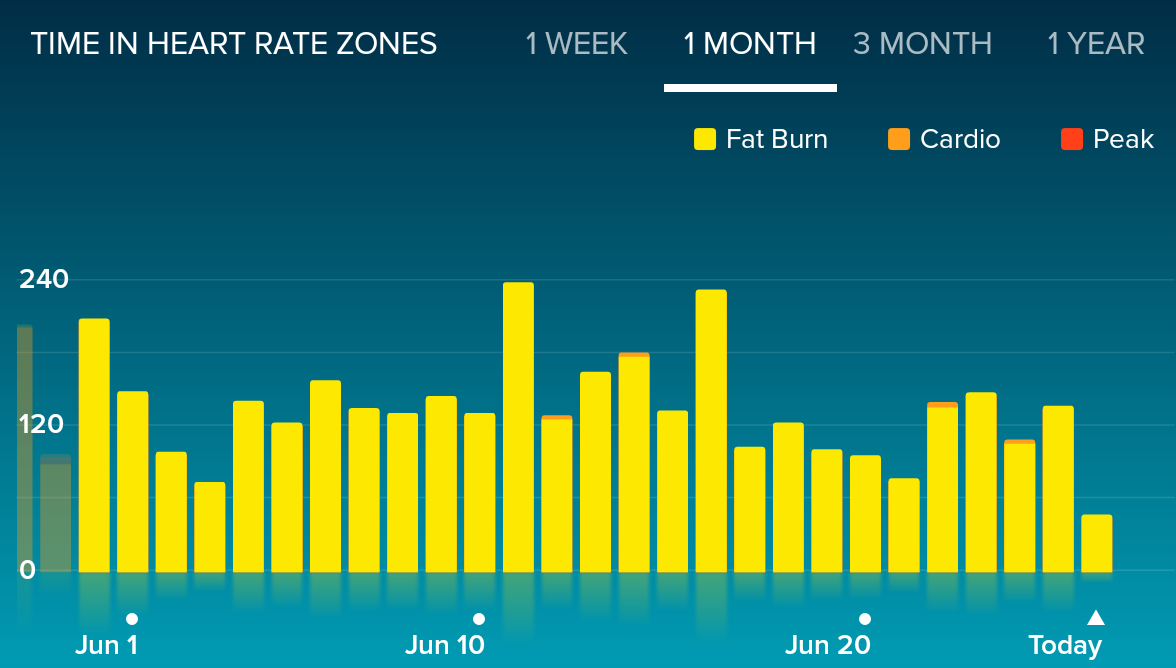 TIME IN HEART RATE ZONES 1 WEEK 1 MONTH 3 MONTH 1 YEAR
Fat Burn Cardio Peak
240
120
0
Jun 1 Jun 10 Jun 20 Today